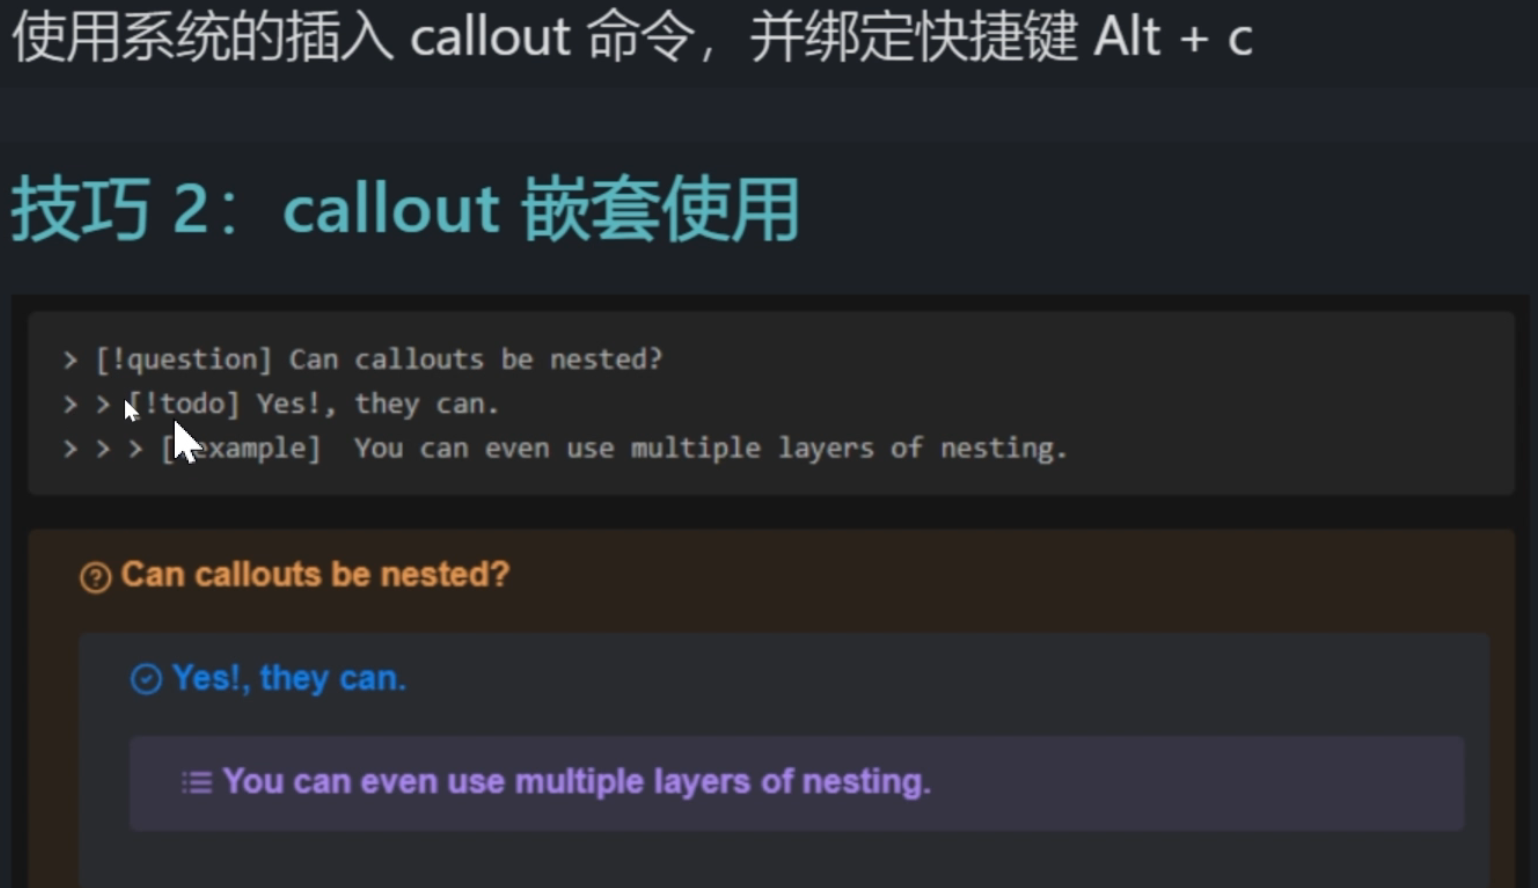 使用系统的插入 callout 命令，并绑定快捷键 Alt + c
技巧 2：callout 嵌套使用
> [!question] Can callouts be nested?
> > [!todo] Yes!, they can.
> > > [!example]  You can even use multiple layers of nesting.
Can callouts be nested?
Yes!, they can.
You can even use multiple layers of nesting.